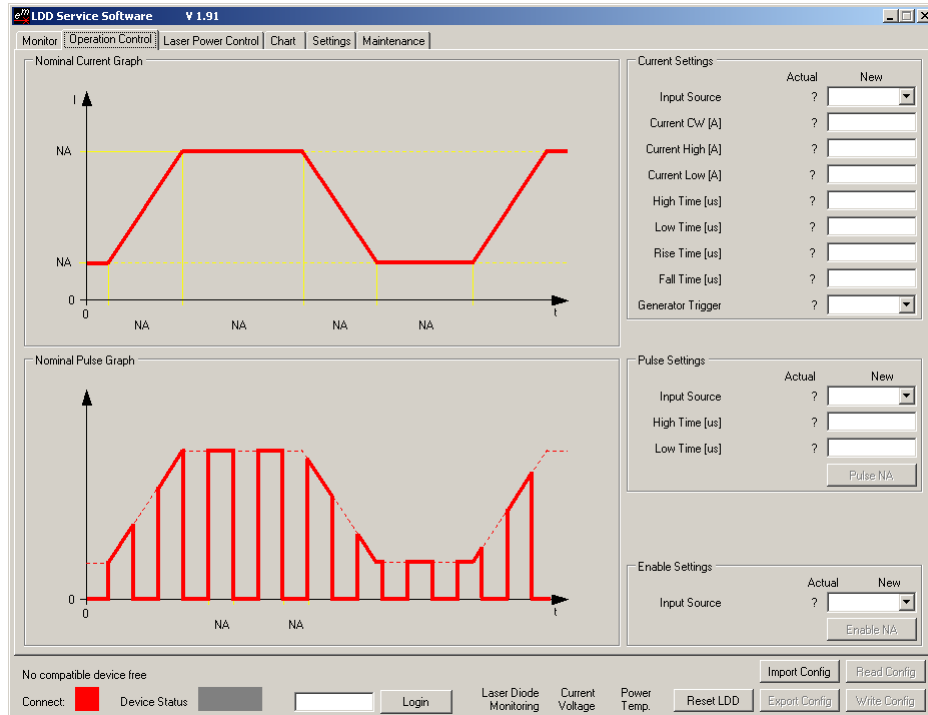 em LDD Service Software V 1.91
Monitor Operation Control Laser Power Control Chart Settings Maintenance
Nominal Current Graph
I
NA
NA
0
0
t
NA NA NA NA
Current Settings
Actual New
Input Source ?
Current CW [A] ?
Current High [A] ?
Current Low [A] ?
High Time [us] ?
Low Time [us] ?
Rise Time [us] ?
Fall Time [us] ?
Generator Trigger ?
Nominal Pulse Graph
0
0
t
NA NA
Pulse Settings
Actual New
Input Source ?
High Time [us] ?
Low Time [us] ?
Pulse NA
Enable Settings
Actual New
Input Source ?
Enable NA
No compatible device free
Connect: Device Status Login
Laser Diode Current Power
Monitoring Voltage Temp.
Reset LDD
Import Config Read Config
Export Config Write Config